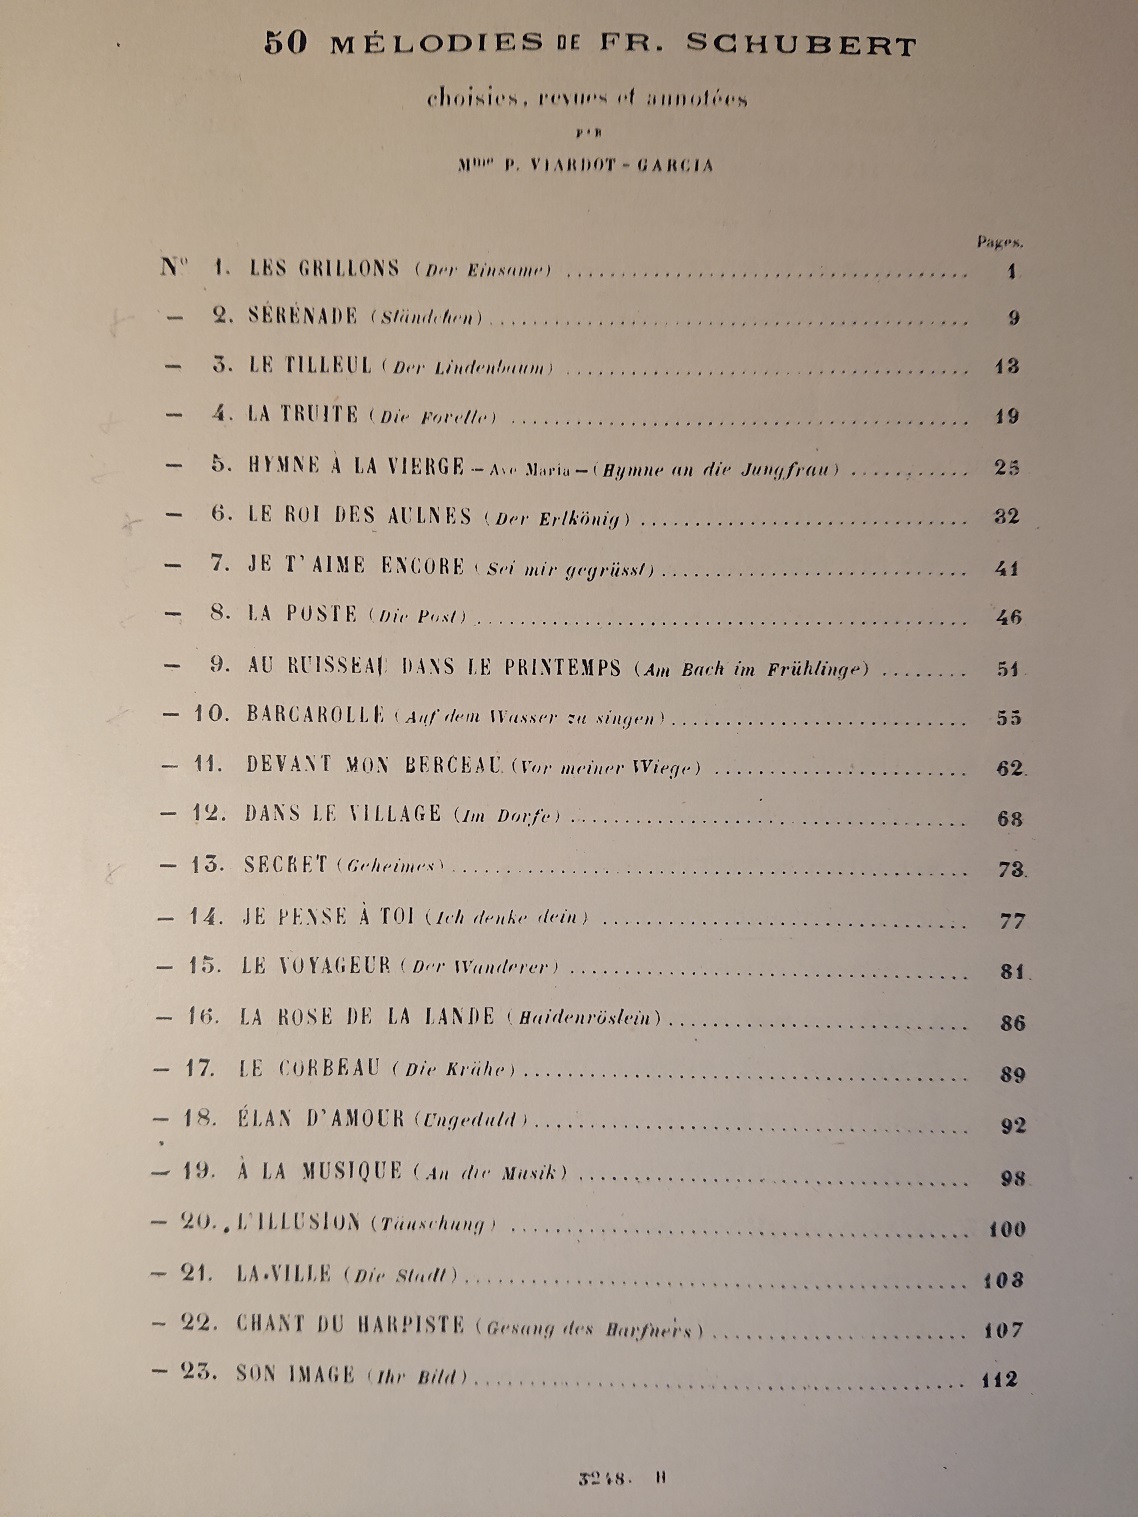 50 MÉLODIES DE FR. SCHUBERT
choisies, revues et annotées
PAR
Mme P. VIARDOT-GARCIA
Pages.
No 1. LES GRILLONS (Der Einsame) 1
— 2. SÉRÉNADE (Ständchen) 9
— 3. LE TILLEUL (Der Lindenbaum) 13
— 4. LA TRUITE (Die Forelle) 19
— 5. HYMNE À LA VIERGE — Ave Maria — (Hymne an die Jungfrau) 25
— 6. LE ROI DES AULNES (Der Erlkönig) 32
— 7. JE T'AIME ENCORE (Sei mir gegrüsst) 41
— 8. LA POSTE (Die Post) 46
— 9. AU RUISSEAU DANS LE PRINTEMPS (Am Bach im Frühlinge) 51
— 10. BARCAROLLE (Auf dem Wasser zu singen) 55
— 11. DEVANT MON BERCEAU (Vor meiner Wiege) 62
— 12. DANS LE VILLAGE (Im Dorfe) 68
— 13. SECRET (Geheimes) 73
— 14. JE PENSE À TOI (Ich denke dein) 77
— 15. LE VOYAGEUR (Der Wanderer) 81
— 16. LA ROSE DE LA LANDE (Haidenröslein) 86
— 17. LE CORBEAU (Die Krähe) 89
— 18. ÉLAN D'AMOUR (Ungeduld) 92
— 19. À LA MUSIQUE (An die Musik) 98
— 20. L'ILLUSION (Täuschung) 100
— 21. LA VILLE (Die Stadt) 103
— 22. CHANT DU HARPISTE (Gesang des Harfners) 107
— 23. SON IMAGE (Ihr Bild) 112
3248. H